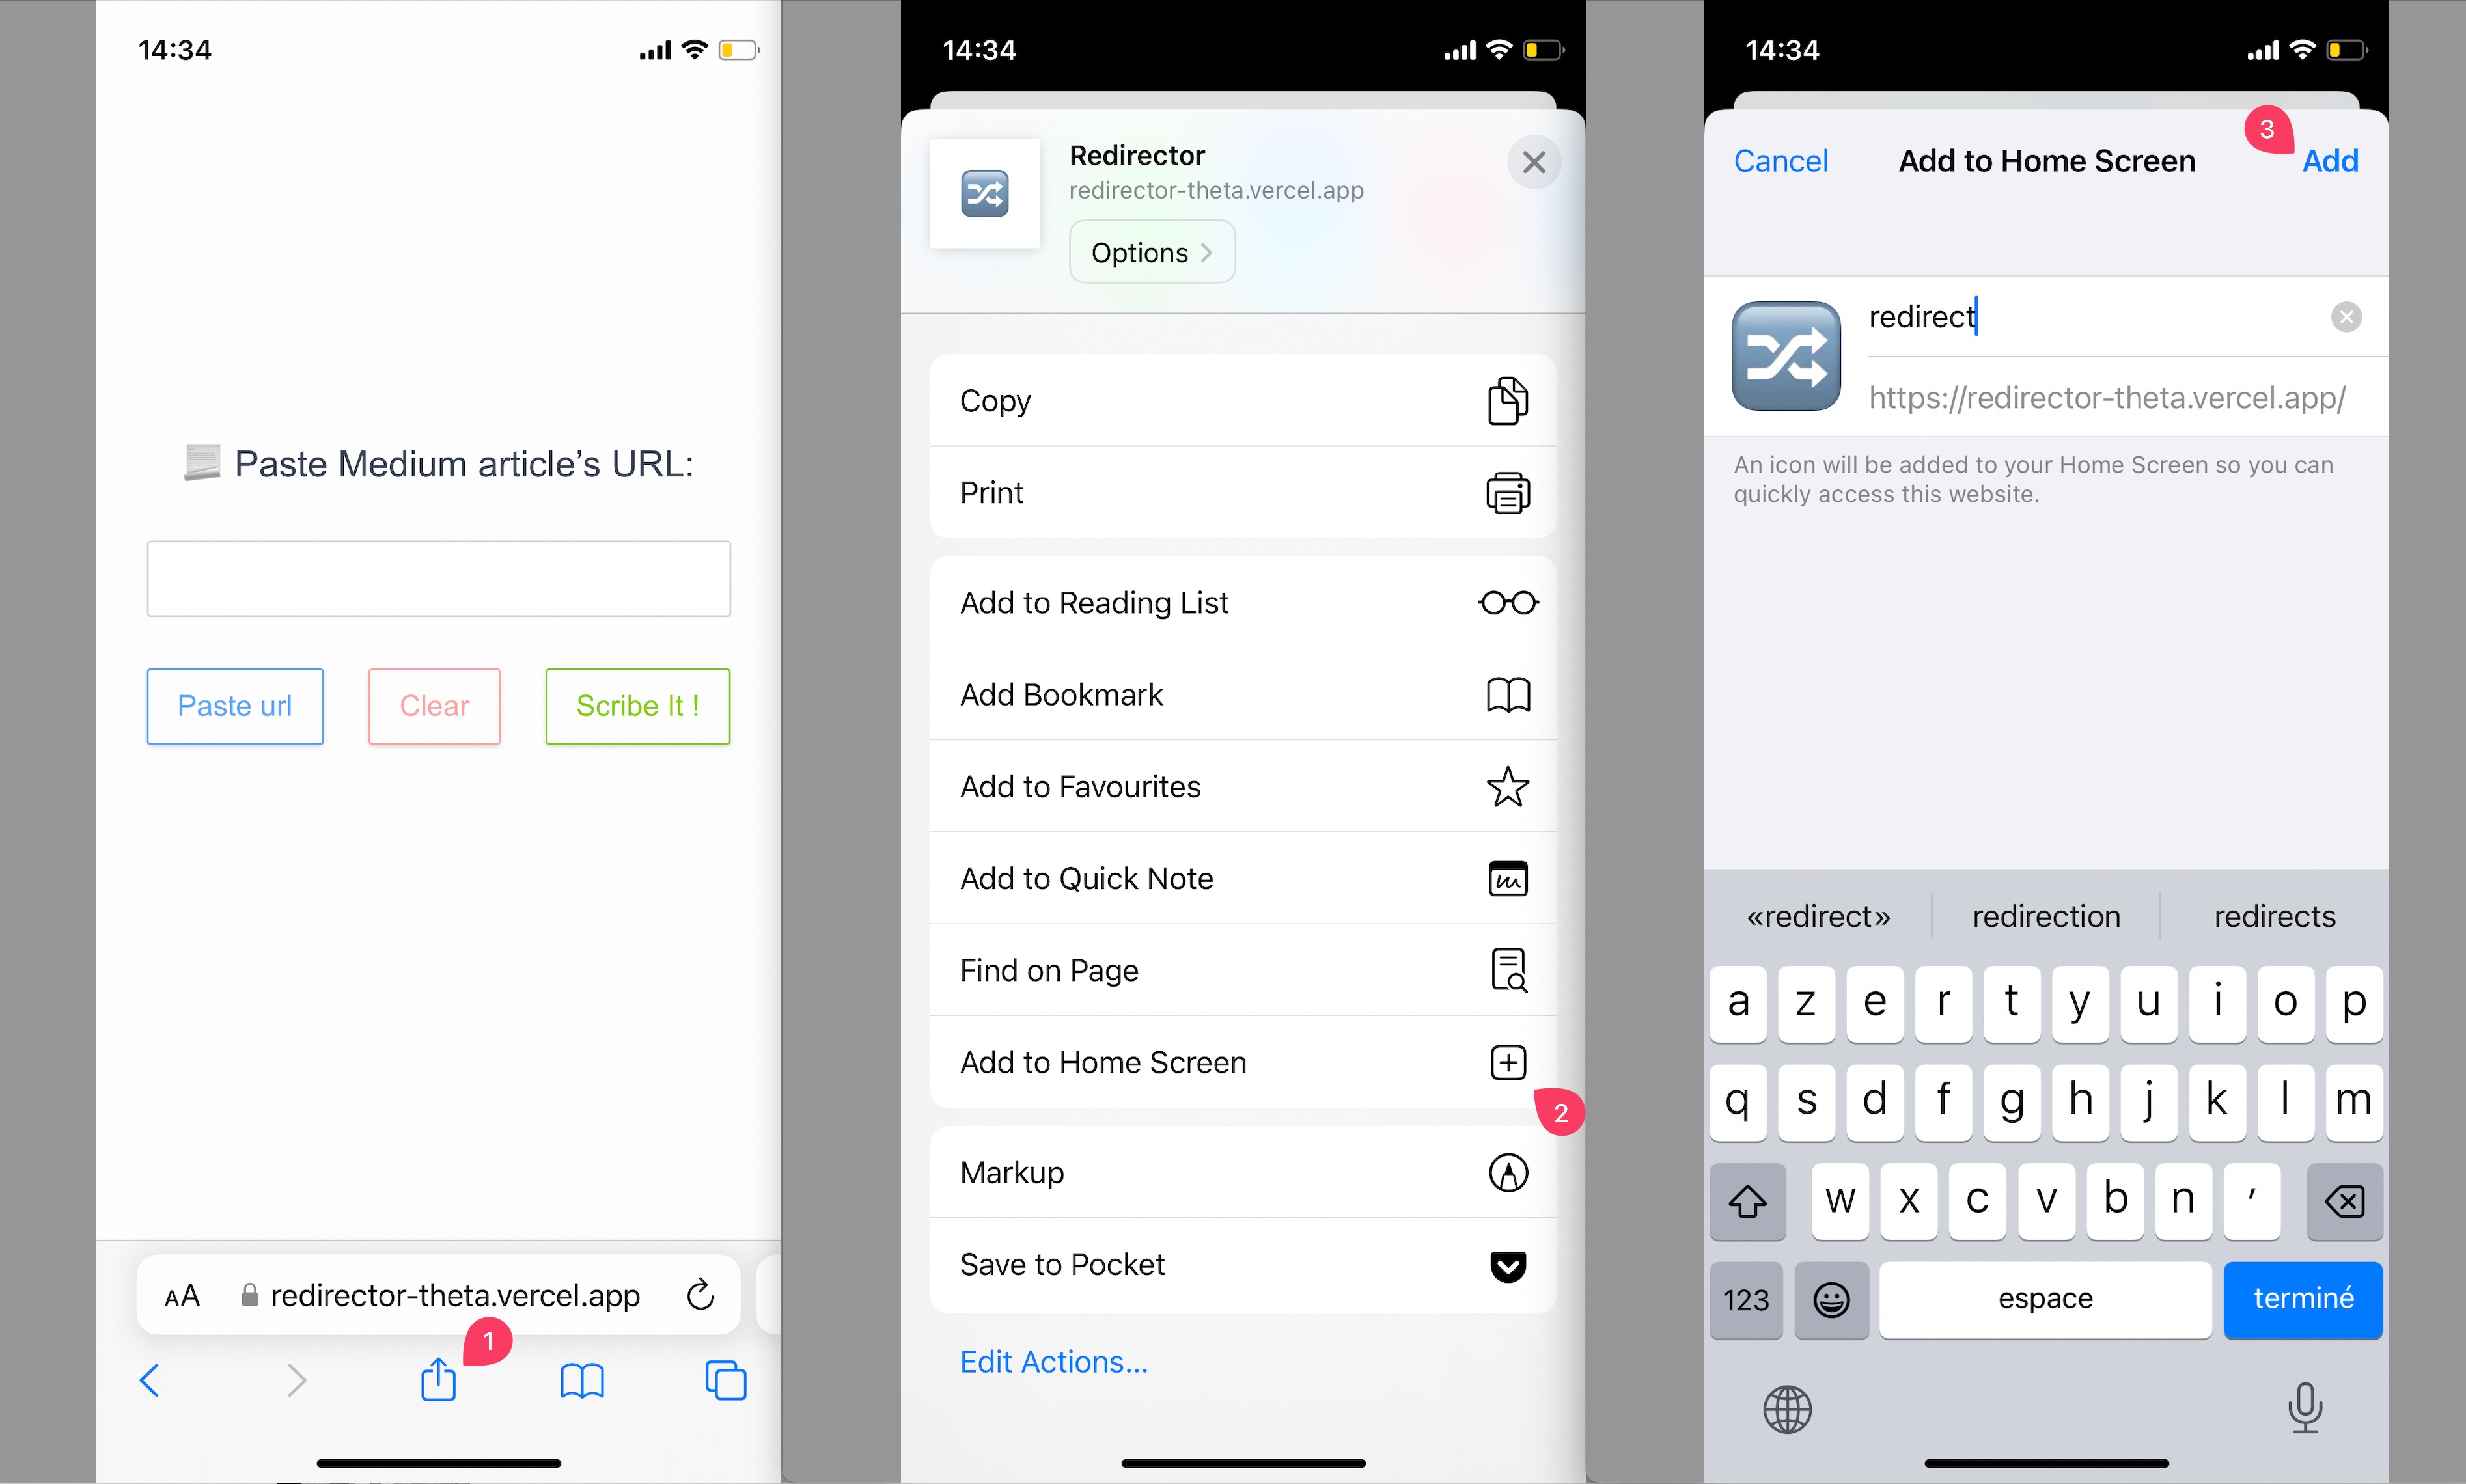 14:34
Paste Medium article’s URL:
Paste url
Clear
Scribe It !
AA
redirector-theta.vercel.app
1
14:34
Redirector
redirector-theta.vercel.app
Options
Copy
Print
Add to Reading List
Add Bookmark
Add to Favourites
Add to Quick Note
Find on Page
Add to Home Screen
2
Markup
Save to Pocket
Edit Actions...
14:34
3
Cancel
Add to Home Screen
Add
redirect
https://redirector-theta.vercel.app/
An icon will be added to your Home Screen so you can
quickly access this website.
«redirect»
redirection
redirects
a z e r t y u i o p
q s d f g h j k l m
w x c v b n ’
123
espace
terminé